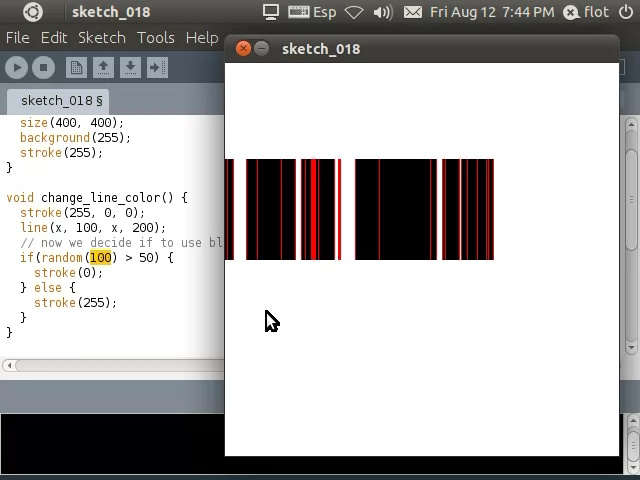 sketch_018
Esp
Fri Aug 12 7:44 PM
flot
File Edit Sketch Tools Help
sketch_018
sketch_018 §
size(400, 400);
background(255);
stroke(255);
}
void change_line_color() {
stroke(255, 0, 0);
line(x, 100, x, 200);
// now we decide if to use bl
if(random(100) > 50) {
stroke(0);
} else {
stroke(255);
}
}